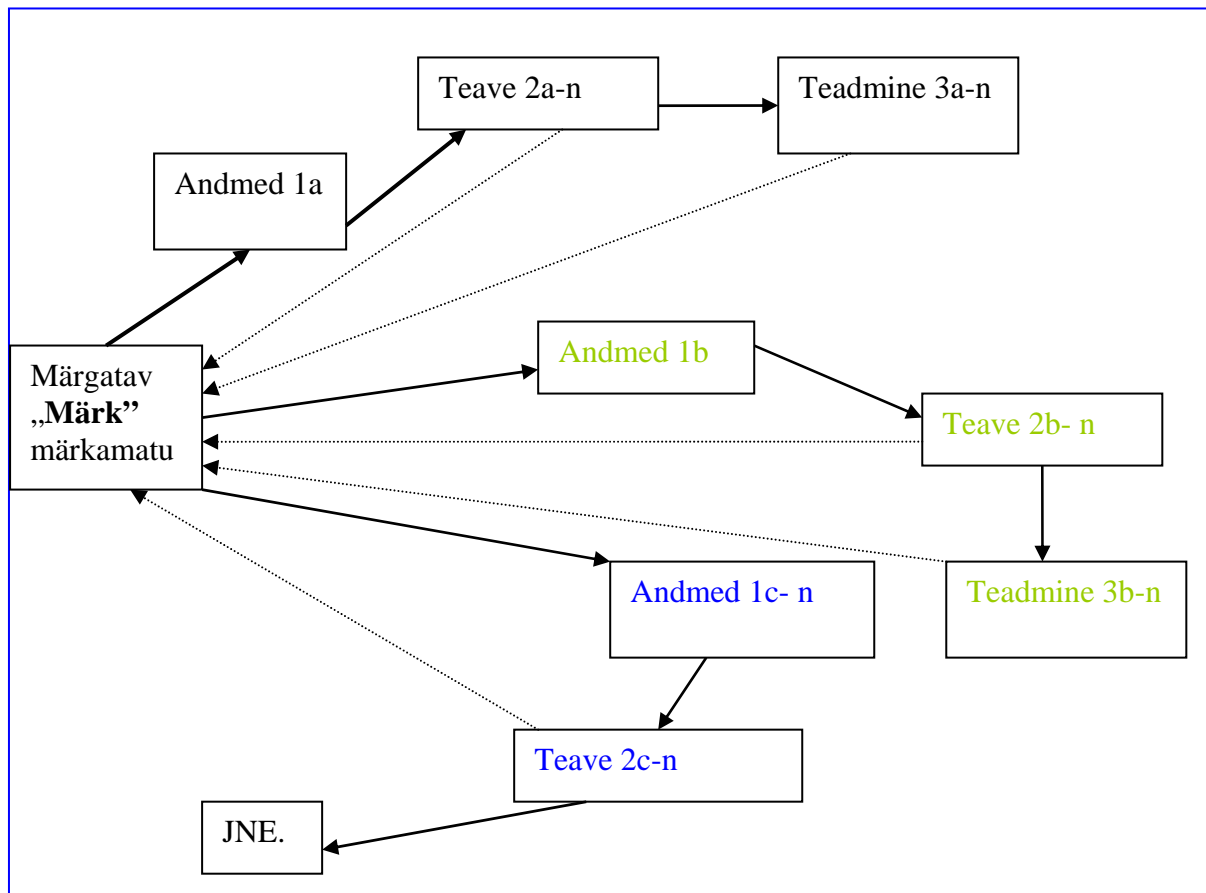 Teave 2a-n
Teadmine 3a-n
Andmed 1a
Märgatav
„Märk”
märkamatu
Andmed 1b
Teave 2b- n
Andmed 1c- n
Teadmine 3b-n
Teave 2c-n
JNE.